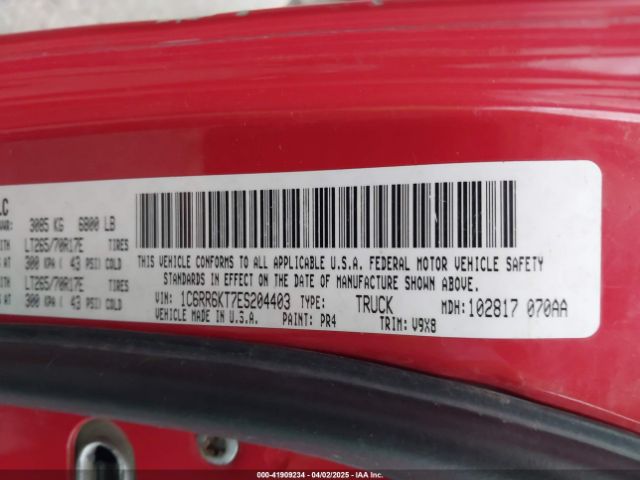 LC
3085 KG 6800 LB
LT265/70R17E TIRES
300 KPA ( 43 PSI) COLD
LT265/70R17E TIRES
300 KPA ( 43 PSI) COLD
THIS VEHICLE CONFORMS TO ALL APPLICABLE U.S.A. FEDERAL MOTOR VEHICLE SAFETY
STANDARDS IN EFFECT ON THE DATE OF MANUFACTURE SHOWN ABOVE.
VIN: 1C6RR6KT7ES204403 TYPE: TRUCK MDH: 102817 070AA
VEHICLE MADE IN U.S.A. PAINT: PR4 TRIM: V9X8
000-41909234 - 04/02/2025 - IAAI.COM